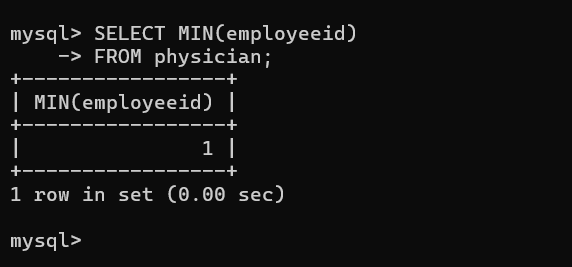 mysql> SELECT MIN(employeeid)
    -> FROM physician;
+-----------------+
| MIN(employeeid) |
+-----------------+
|               1 |
+-----------------+
1 row in set (0.00 sec)

mysql>